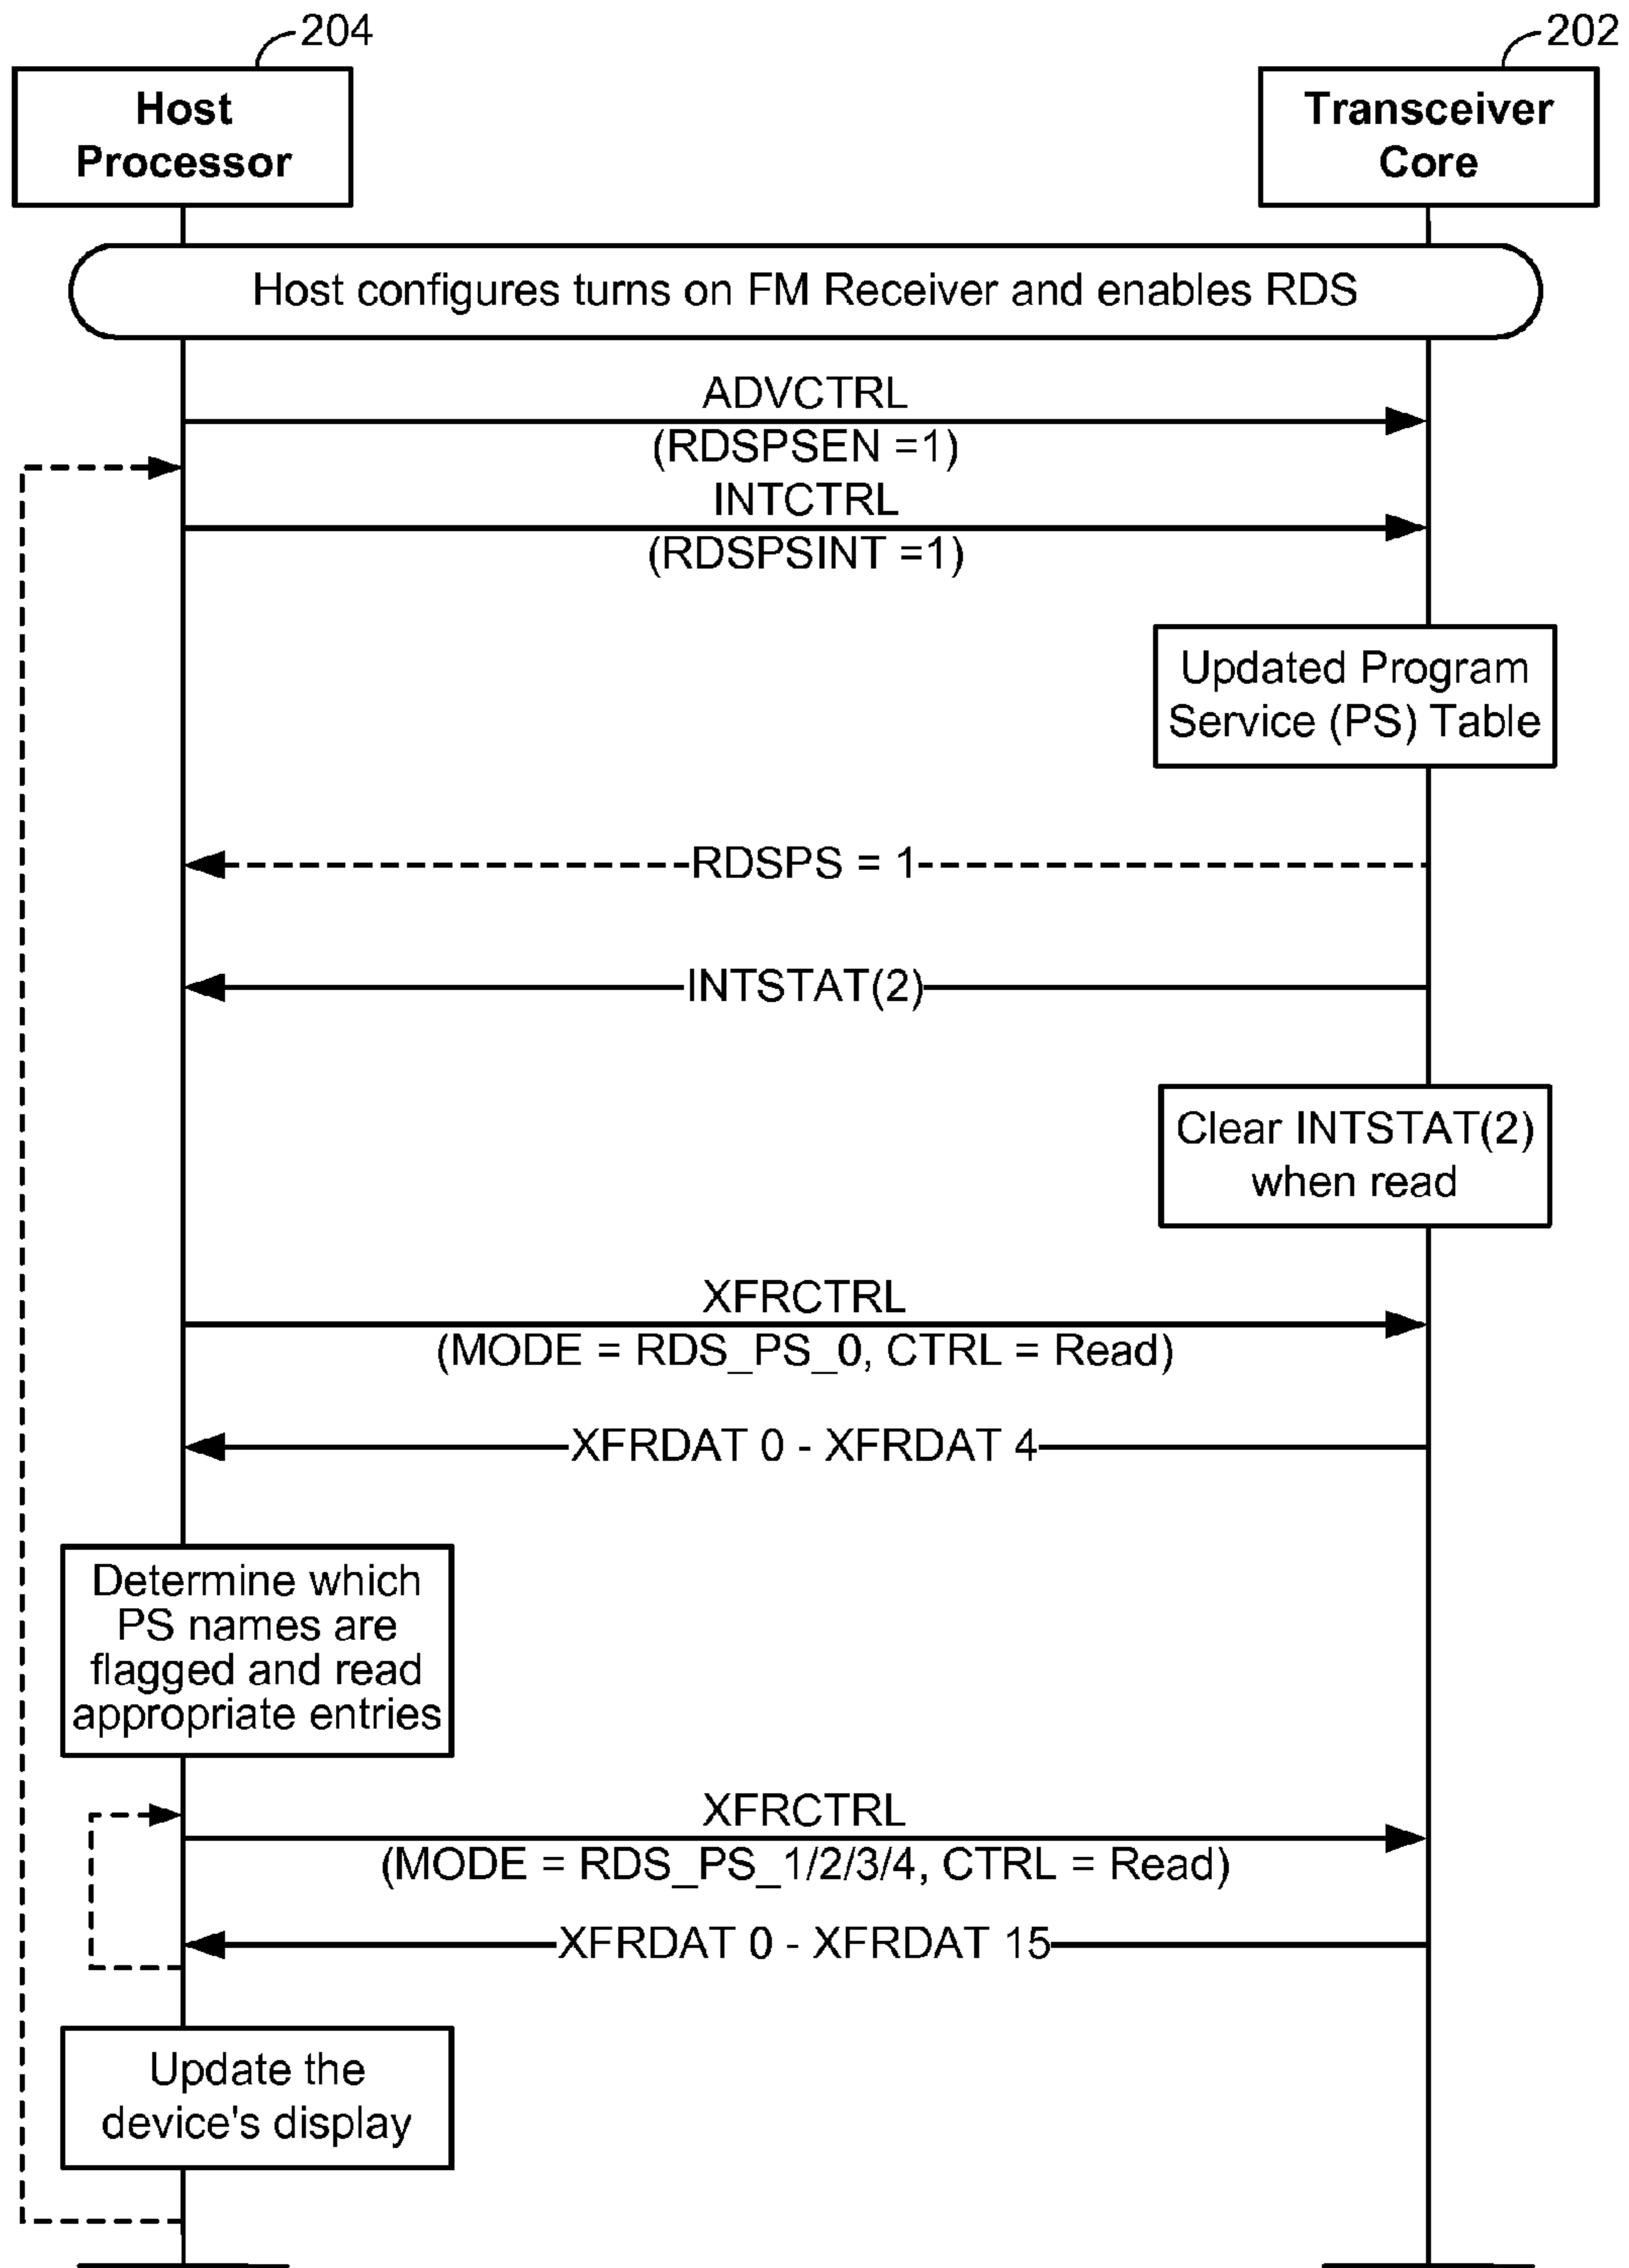 204
202
Host
Processor
Transceiver
Core
Host configures turns on FM Receiver and enables RDS
ADVCTRL
(RDSPSEN =1)
INTCTRL
(RDSPSINT =1)
Updated Program
Service (PS) Table
RDSPS = 1
INTSTAT(2)
Clear INTSTAT(2)
when read
XFRCTRL
(MODE = RDS_PS_0, CTRL = Read)
XFRDAT 0 - XFRDAT 4
Determine which
PS names are
flagged and read
appropriate entries
XFRCTRL
(MODE = RDS_PS_1/2/3/4, CTRL = Read)
XFRDAT 0 - XFRDAT 15
Update the
device's display